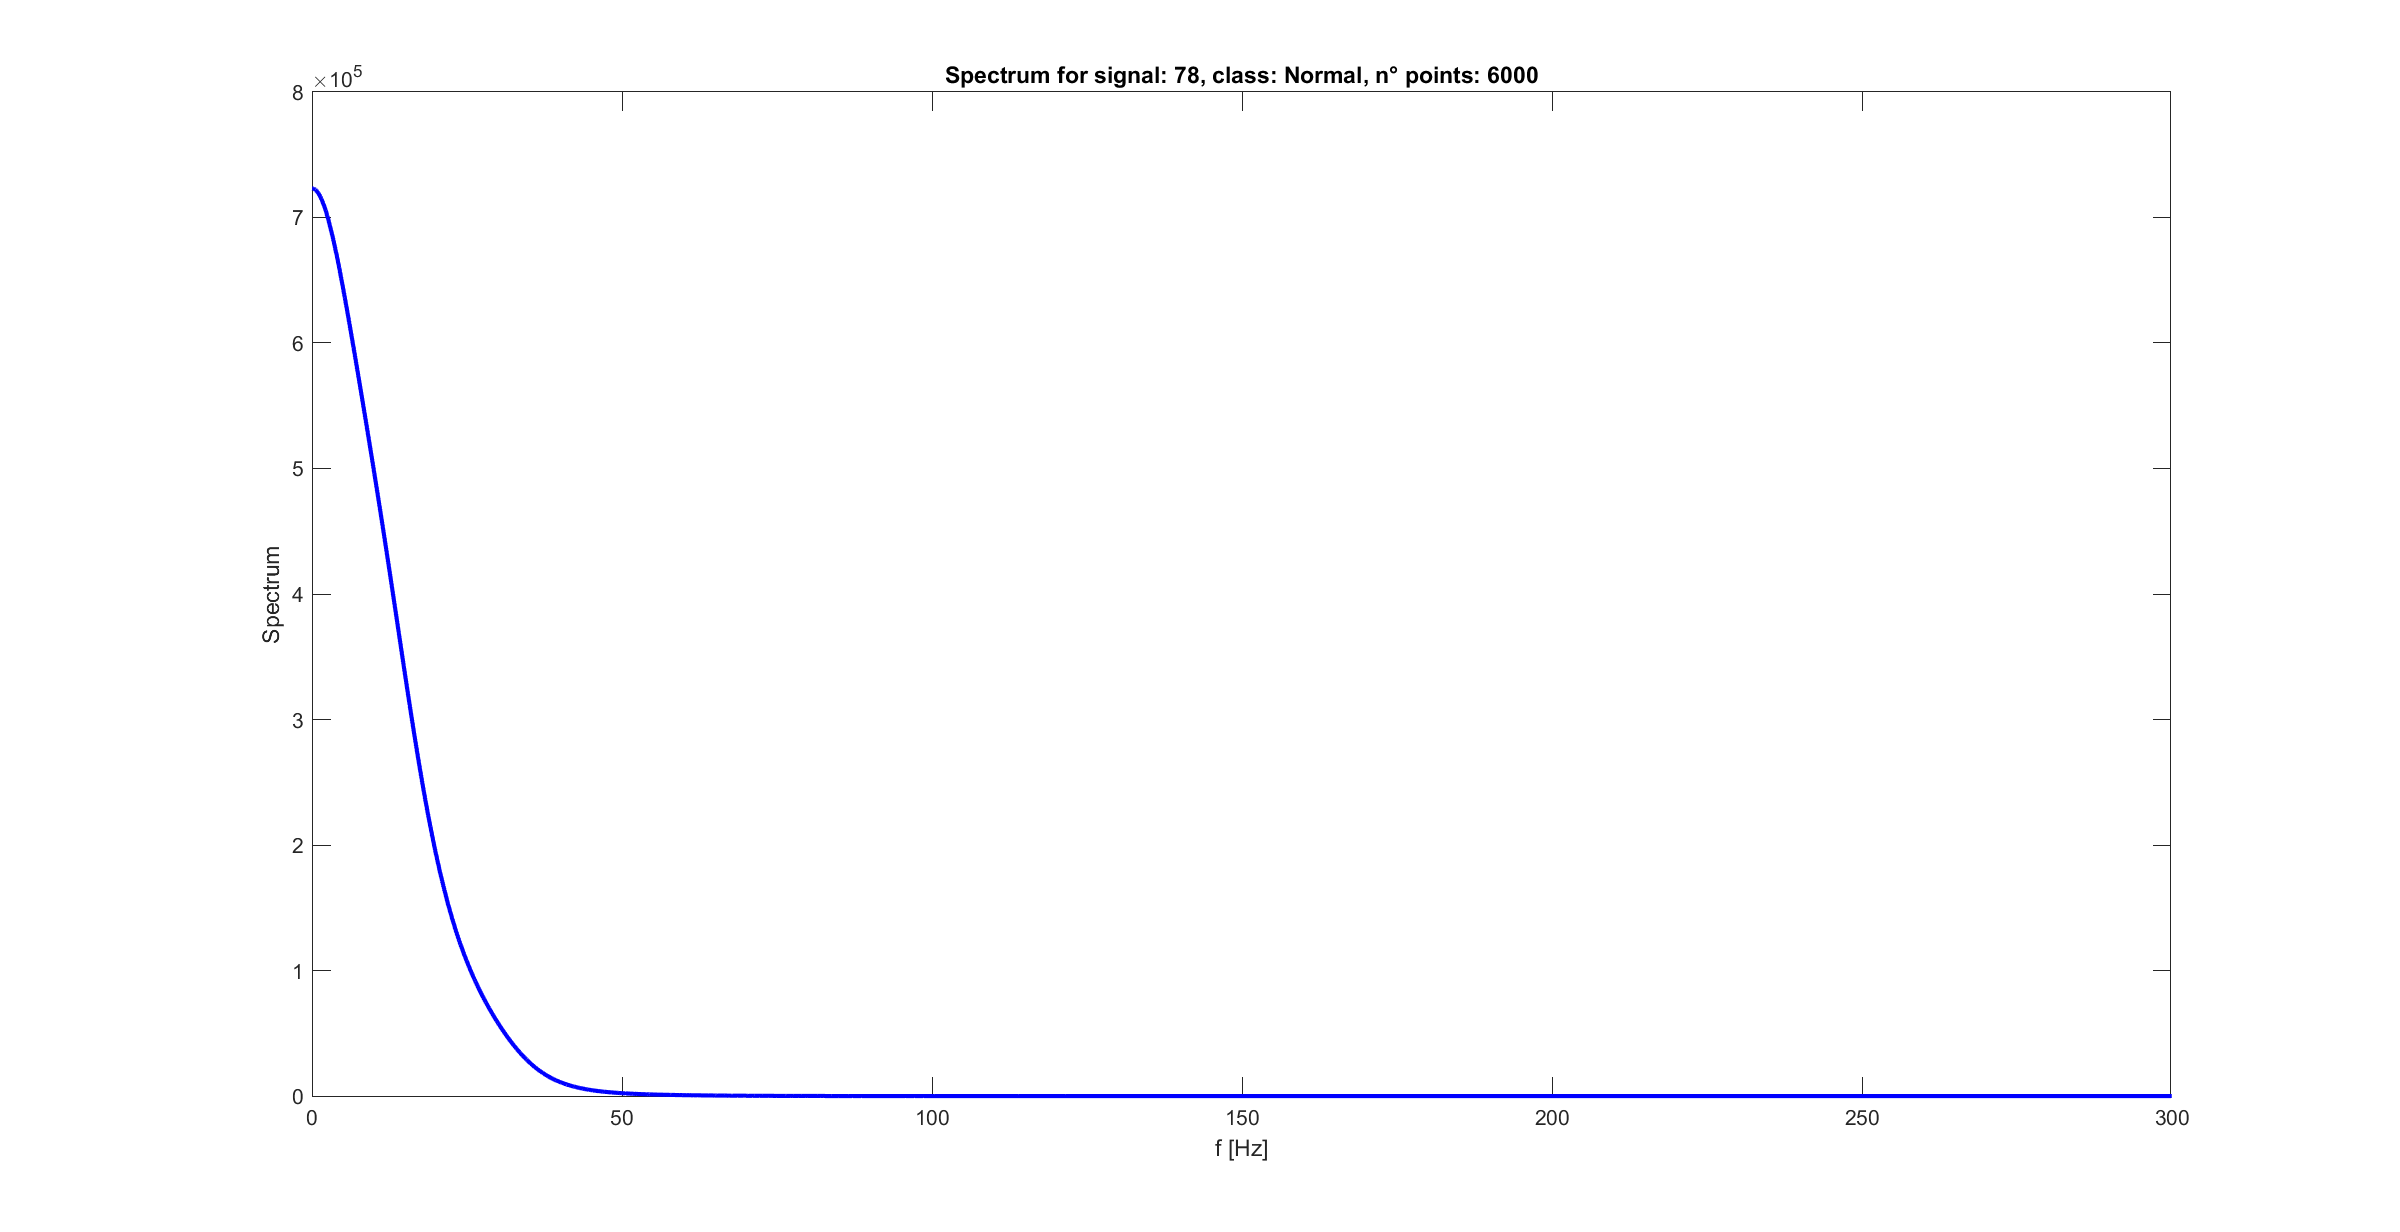 Spectrum for signal: 78, class: Normal, n° points: 6000
×10^5
8
7
6
5
4
3
2
1
0
Spectrum
0 50 100 150 200 250 300
f [Hz]